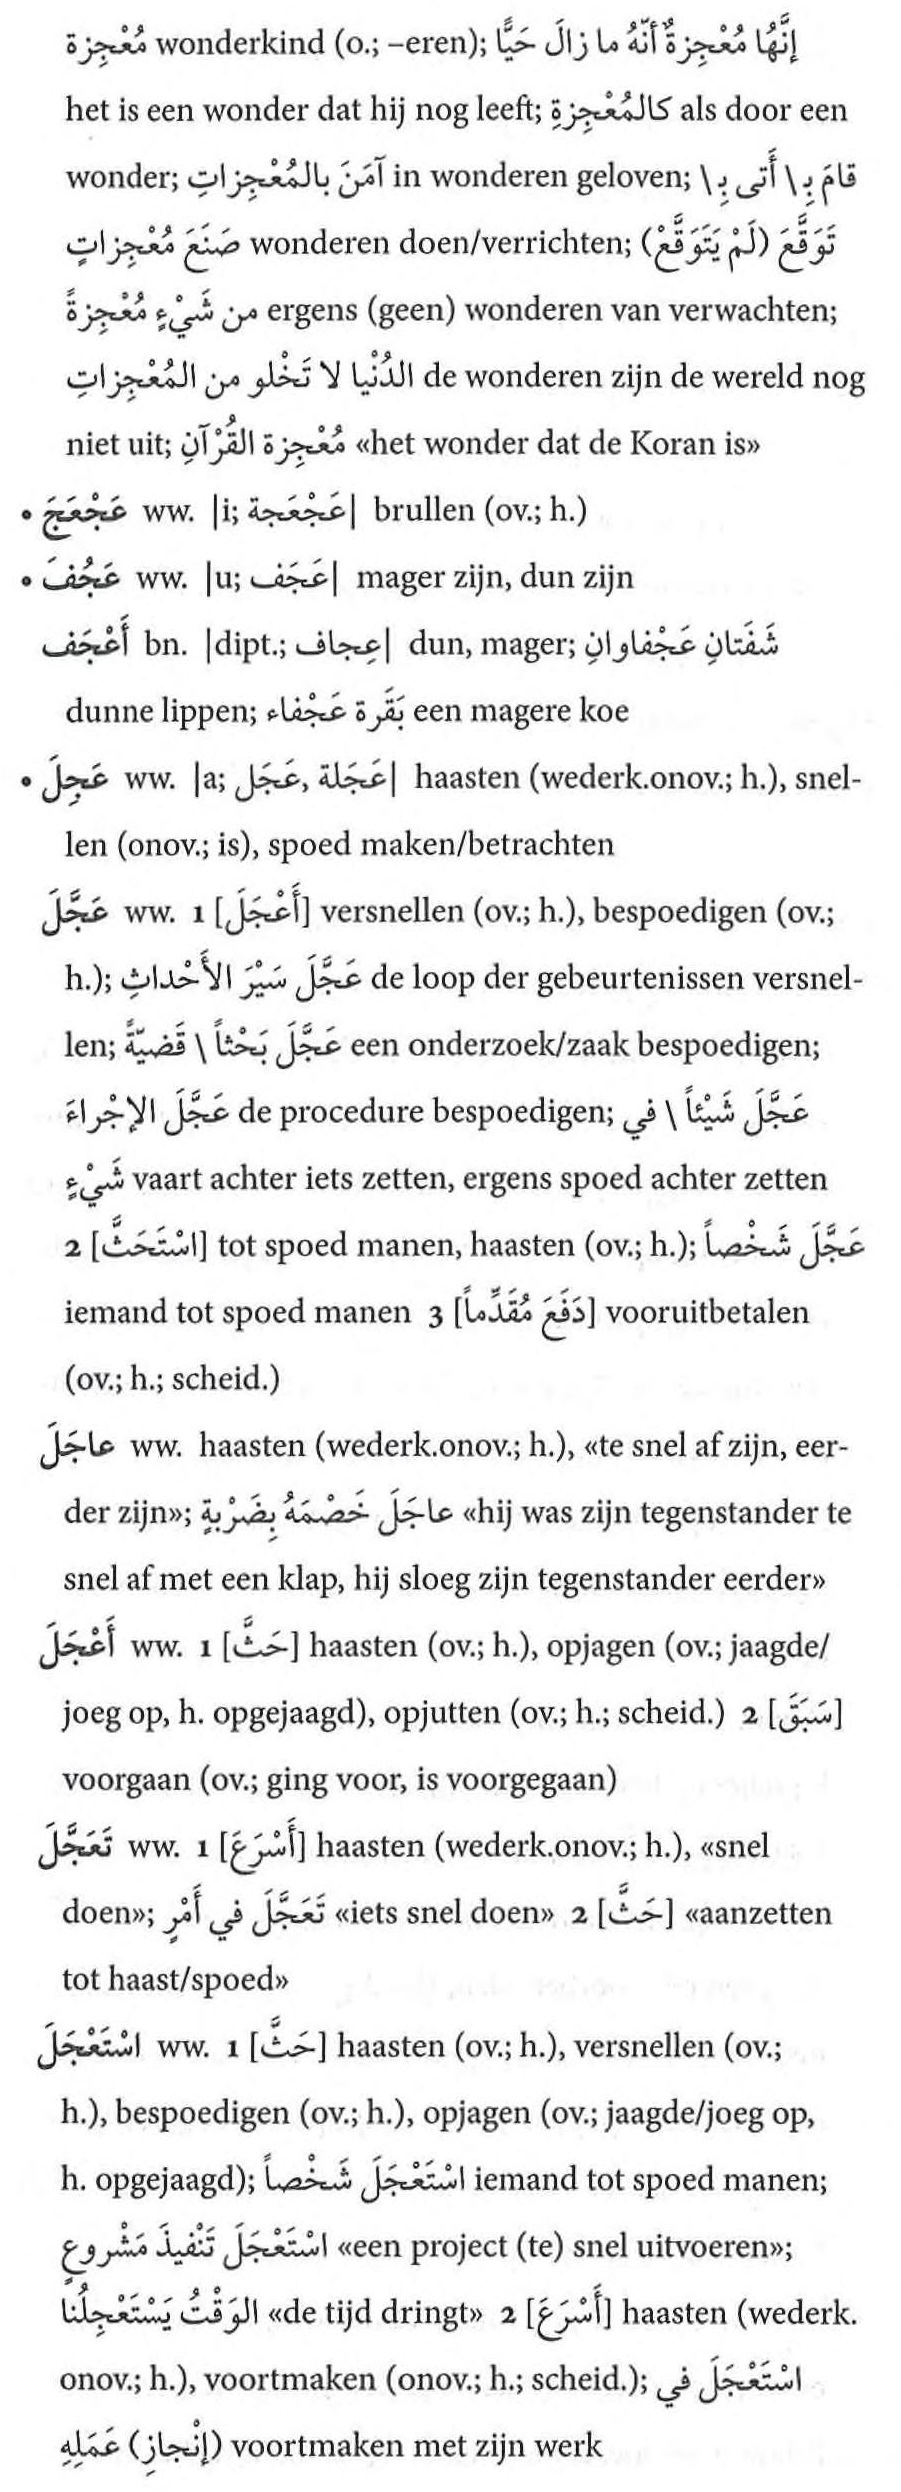 مُعْجِزة wonderkind (o.; –eren); إنَّهُا مُعْجِزةٌ أنّهُ ما زالَ حَيًّا
het is een wonder dat hij nog leeft; كالمُعْجِزةِ als door een
wonder; آمَنَ بالمُعْجِزاتِ in wonderen geloven; قامَ بِ\ أَتى بِ\
صَنَعَ مُعْجِزاتٍ wonderen doen/verrichten; تَوَقَّعَ (لَمْ يَتَوَقَّعْ)
من شَيْءٍ مُعْجِزةً ergens (geen) wonderen van verwachten;
الدُنْيا لا تَخْلو من المُعْجِزاتِ de wonderen zijn de wereld nog
niet uit; مُعْجِزة القُرْآنِ «het wonder dat de Koran is»
• عَجْعَجَ ww. |i; عَجْعَجة| brullen (ov.; h.)
• عَجُفَ ww. |u; عَجَف| mager zijn, dun zijn
أَعْجَف bn. |dipt.; عِجاف| dun, mager; شَفَتانِ عَجْفاوانِ
dunne lippen; بَقَرة عَجْفاء een magere koe
• عَجِلَ ww. |a; عَجَل, عَجَلة| haasten (wederk.onov.; h.), snel-
len (onov.; is), spoed maken/betrachten
عَجَّلَ ww. 1 [أَعْجَلَ] versnellen (ov.; h.), bespoedigen (ov.;
h.); عَجَّلَ سَيْرَ الأَحْداثِ de loop der gebeurtenissen versnel-
len; عَجَّلَ بَحْثاً \ قَضيّةً een onderzoek/zaak bespoedigen;
عَجَّلَ الإجْراءَ de procedure bespoedigen; عَجَّلَ شَيْئاً \ في
شَيْءٍ vaart achter iets zetten, ergens spoed achter zetten
2 [اسْتَحَثَّ] tot spoed manen, haasten (ov.; h.); عَجَّلَ شَخْصاً
iemand tot spoed manen 3 [دَفَعَ مُقَدِّماً] vooruitbetalen
(ov.; h.; scheid.)
عاجَلَ ww. haasten (wederk.onov.; h.), «te snel af zijn, eer-
der zijn»; عاجَلَ خَصْمَهُ بِضَرْبةٍ «hij was zijn tegenstander te
snel af met een klap, hij sloeg zijn tegenstander eerder»
أَعْجَلَ ww. 1 [حَثَّ] haasten (ov.; h.), opjagen (ov.; jaagde/
joeg op, h. opgejaagd), opjutten (ov.; h.; scheid.) 2 [سَبَقَ]
voorgaan (ov.; ging voor, is voorgegaan)
تَعَجَّلَ ww. 1 [أَسْرَعَ] haasten (wederk.onov.; h.), «snel
doen»; تَعَجَّلَ في أَمْرٍ «iets snel doen» 2 [حَثَّ] «aanzetten
tot haast/spoed»
اسْتَعْجَلَ ww. 1 [حَثَّ] haasten (ov.; h.), versnellen (ov.;
h.), bespoedigen (ov.; h.), opjagen (ov.; jaagde/joeg op,
h. opgejaagd); اسْتَعْجَلَ شَخْصاً iemand tot spoed manen;
اسْتَعْجَلَ تَنْفيذَ مَشْروعٍ «een project (te) snel uitvoeren»;
الوَقْتُ يَسْتَعْجِلُنا «de tijd dringt» 2 [أَسْرَعَ] haasten (wederk.
onov.; h.), voortmaken (onov.; h.; scheid.); اسْتَعْجَلَ في
(إنْجازِ) عَمَلِهِ voortmaken met zijn werk